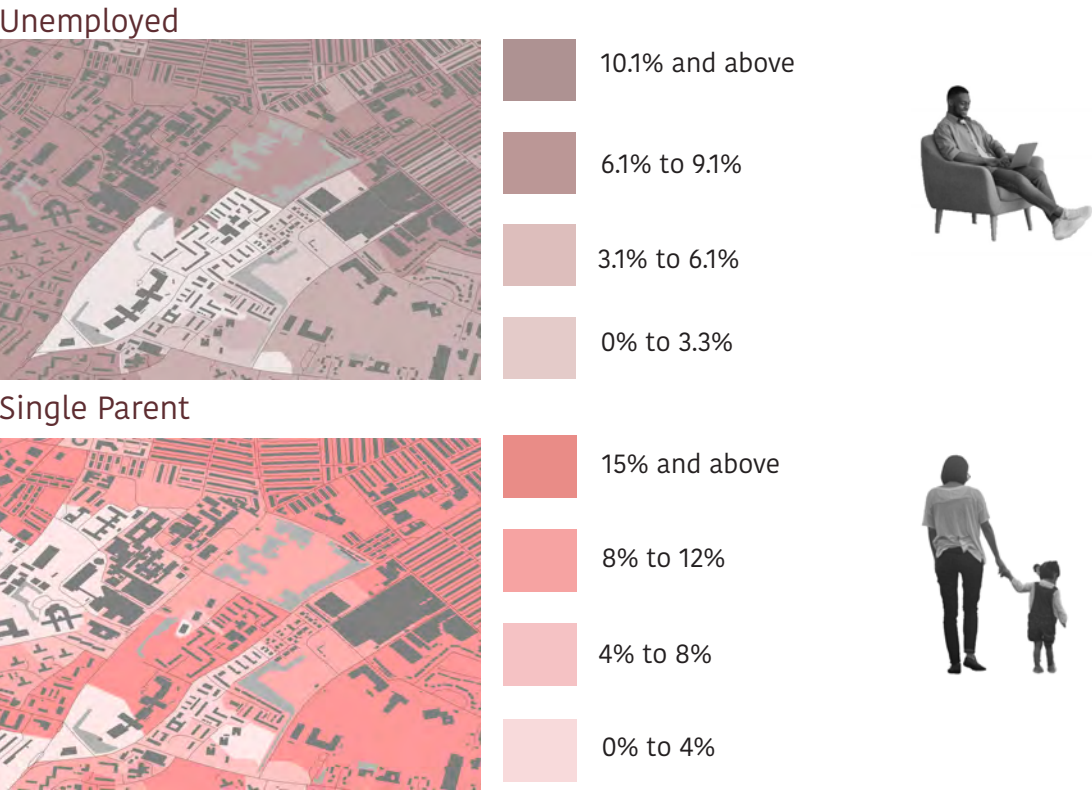 Unemployed
10.1% and above
6.1% to 9.1%
3.1% to 6.1%
0% to 3.3%
Single Parent
15% and above
8% to 12%
4% to 8%
0% to 4%